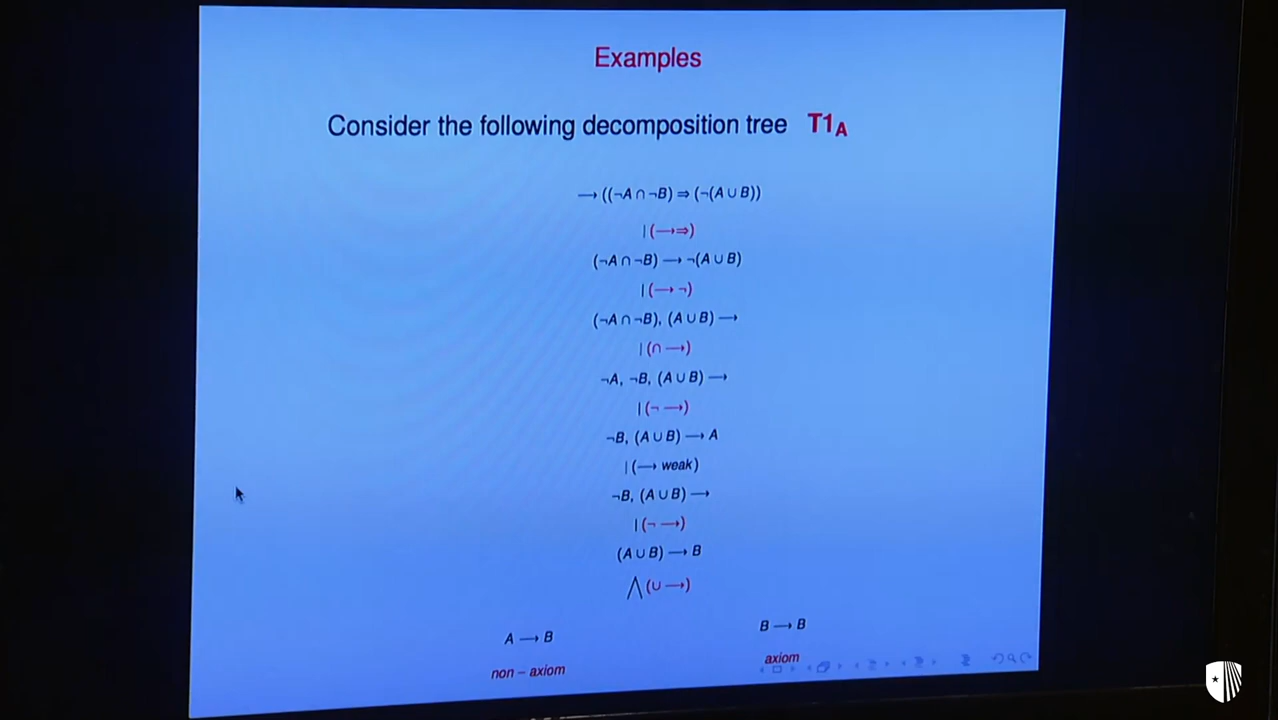 Examples
Consider the following decomposition tree T1A
⟶ ((¬A ∩ ¬B) ⇒ (¬(A ∪ B))
| (⟶⇒)
(¬A ∩ ¬B) ⟶ ¬(A ∪ B)
| (⟶ ¬)
(¬A ∩ ¬B), (A ∪ B) ⟶
| (∩ ⟶)
¬A, ¬B, (A ∪ B) ⟶
| (¬ ⟶)
¬B, (A ∪ B) ⟶ A
| (⟶ weak)
¬B, (A ∪ B) ⟶
| (¬ ⟶)
(A ∪ B) ⟶ B
⋀ (∪ ⟶)
A ⟶ B
non − axiom
B ⟶ B
axiom